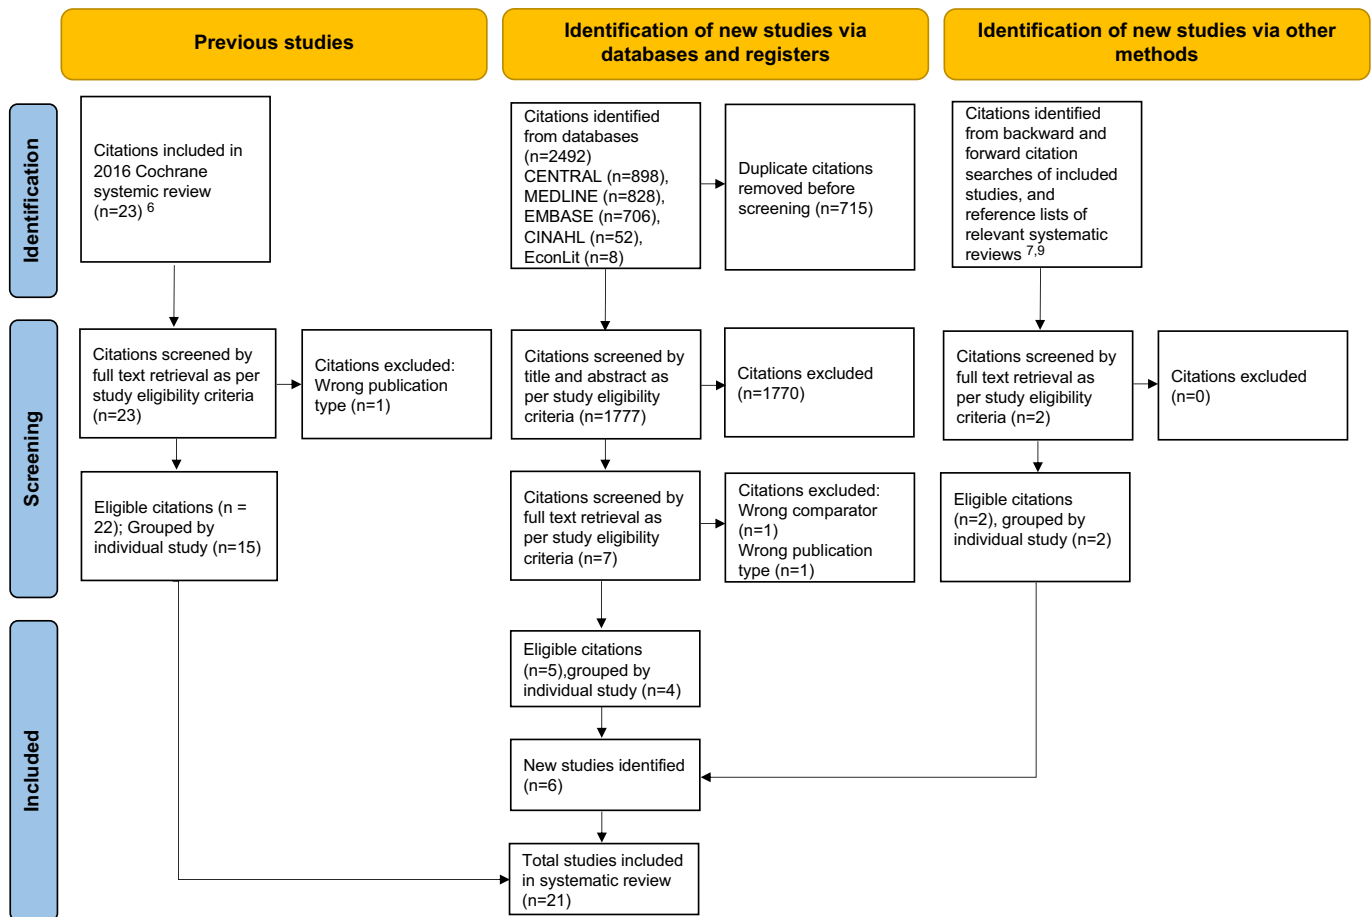 Previous studies
Identification of new studies via
databases and registers
Identification of new studies via other
methods
Identification
Citations included in
2016 Cochrane
systemic review
(n=23) 6
Citations identified
from databases
(n=2492)
CENTRAL (n=898),
MEDLINE (n=828),
EMBASE (n=706),
CINAHL (n=52),
EconLit (n=8)
Duplicate citations
removed before
screening (n=715)
Citations identified
from backward and
forward citation
searches of included
studies, and
reference lists of
relevant systematic
reviews 7,9
Screening
Citations screened by
full text retrieval as per
study eligibility criteria
(n=23)
Citations excluded:
Wrong publication
type (n=1)
Citations screened by
title and abstract as
per study eligibility
criteria (n=1777)
Citations excluded
(n=1770)
Citations screened by
full text retrieval as
per study eligibility
criteria (n=2)
Citations excluded
(n=0)
Eligible citations (n =
22); Grouped by
individual study (n=15)
Citations screened by
full text retrieval as
per study eligibility
criteria (n=7)
Citations excluded:
Wrong comparator
(n=1)
Wrong publication
type (n=1)
Eligible citations
(n=2), grouped by
individual study (n=2)
Included
Eligible citations
(n=5),grouped by
individual study (n=4)
New studies identified
(n=6)
Total studies included
in systematic review
(n=21)